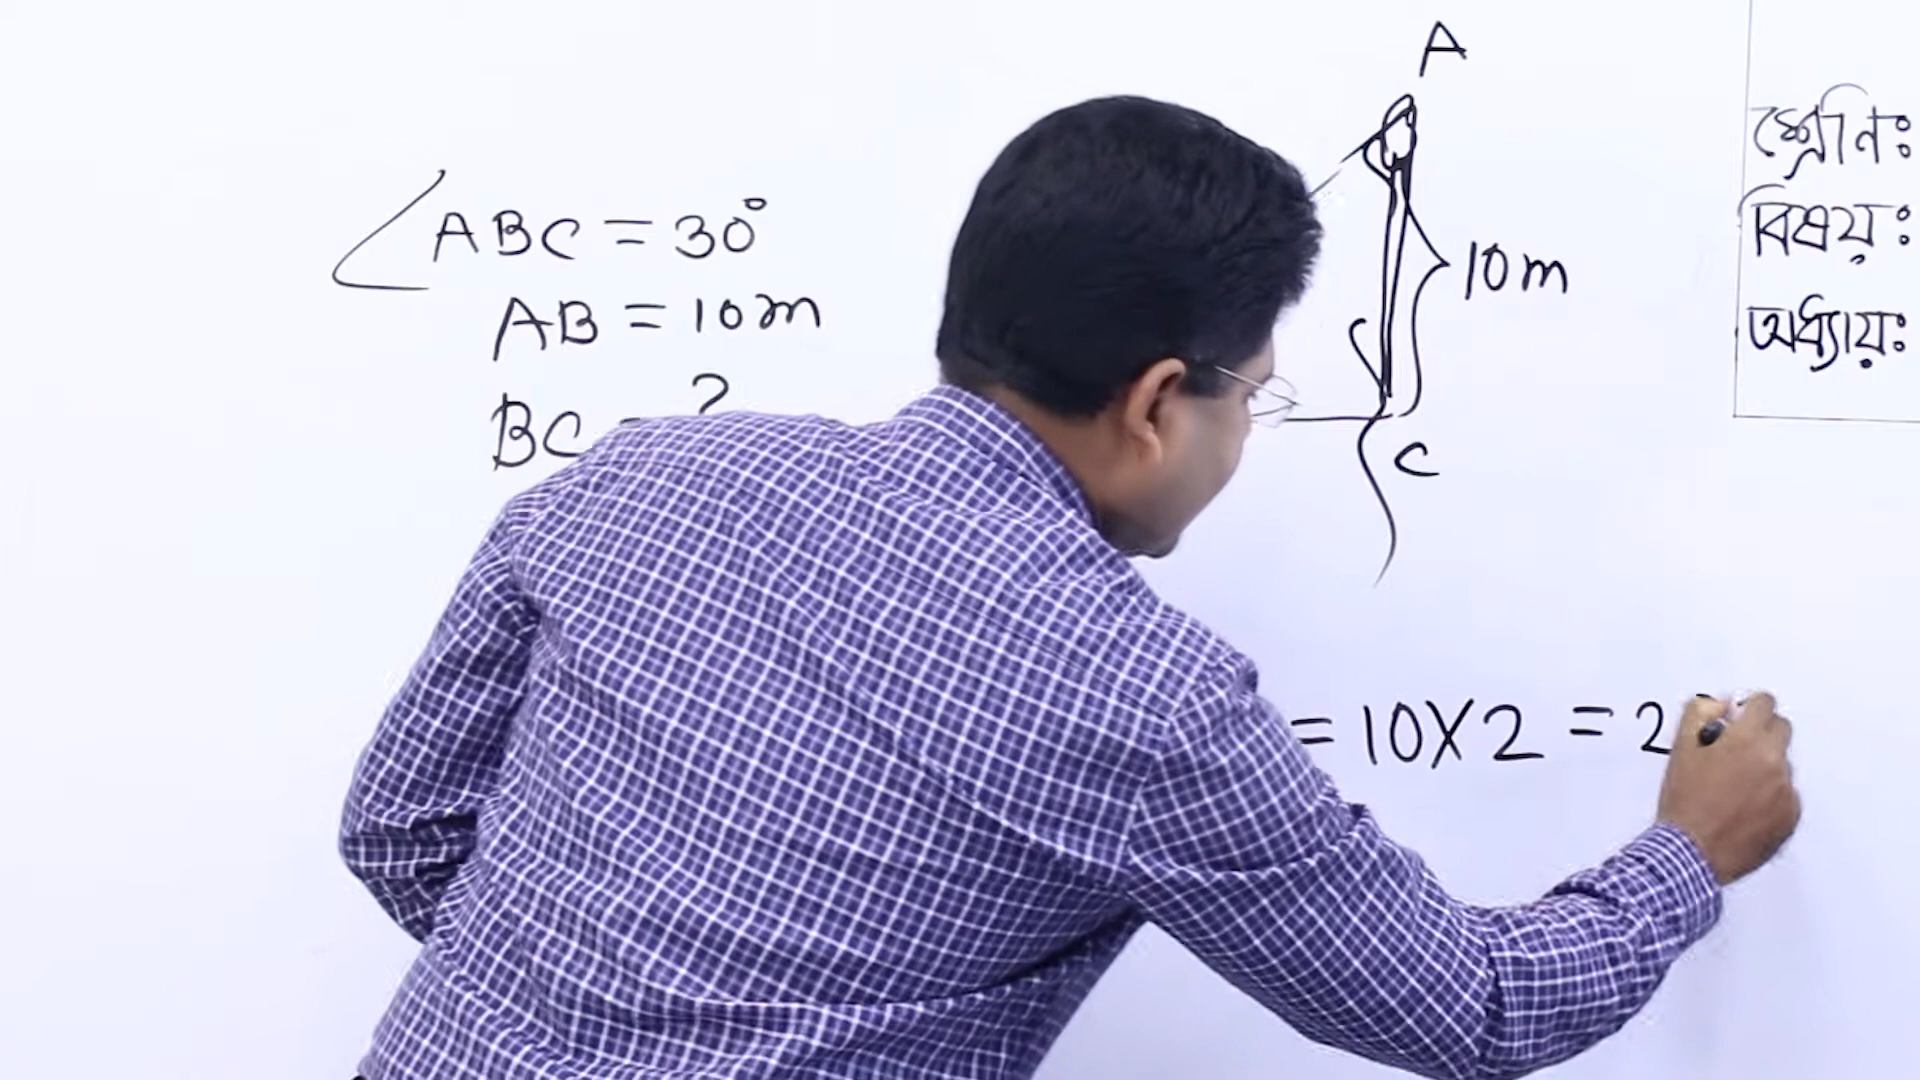 ∠ABC = 30°
AB = 10m
BC = ?
A
10m
C
= 10X2 = 2
শ্রেনিঃ
বিষয়ঃ
অধ্যায়ঃ